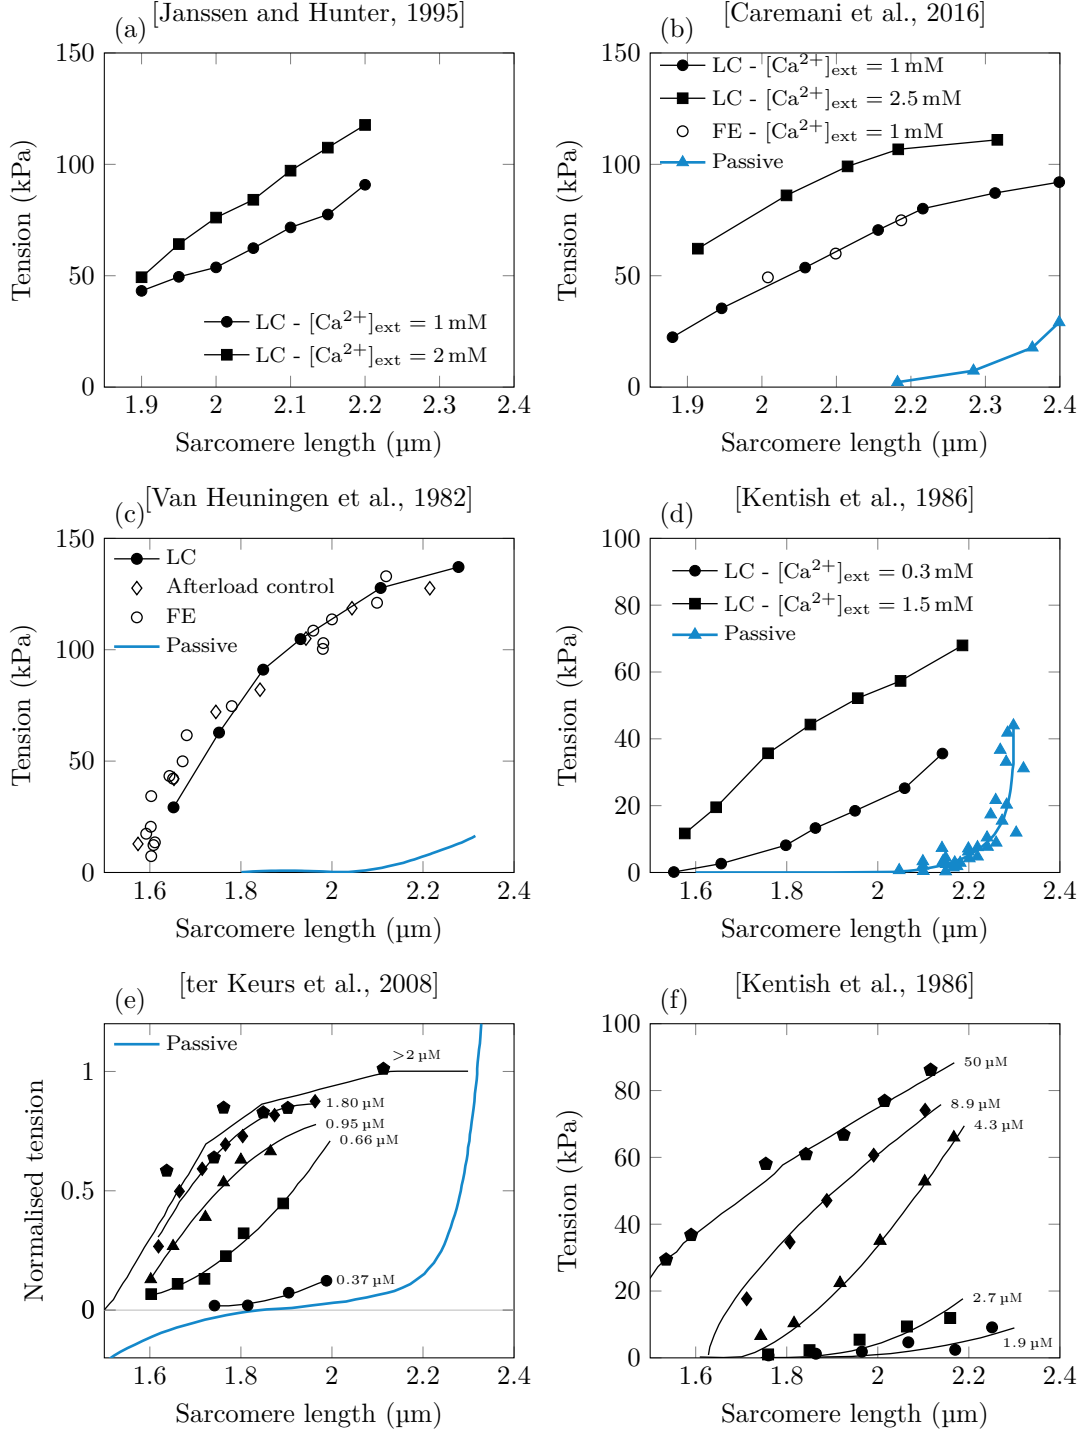 [Janssen and Hunter, 1995]
(a)
150
100
50
0
Tension (kPa)
LC - [Ca2+]ext = 1 mM
LC - [Ca2+]ext = 2 mM
1.9 2 2.1 2.2 2.3 2.4
Sarcomere length (µm)
[Caremani et al., 2016]
(b)
150
100
50
0
Tension (kPa)
LC - [Ca2+]ext = 1 mM
LC - [Ca2+]ext = 2.5 mM
FE - [Ca2+]ext = 1 mM
Passive
1.9 2 2.1 2.2 2.3 2.4
Sarcomere length (µm)
[Van Heuningen et al., 1982]
(c)
150
100
50
0
Tension (kPa)
LC
Afterload control
FE
Passive
1.6 1.8 2 2.2 2.4
Sarcomere length (µm)
[Kentish et al., 1986]
(d)
100
80
60
40
20
0
Tension (kPa)
LC - [Ca2+]ext = 0.3 mM
LC - [Ca2+]ext = 1.5 mM
Passive
1.6 1.8 2 2.2 2.4
Sarcomere length (µm)
[ter Keurs et al., 2008]
(e)
1
0.5
0
Normalised tension
Passive
>2 µM
1.80 µM
0.95 µM
0.66 µM
0.37 µM
1.6 1.8 2 2.2 2.4
Sarcomere length (µm)
[Kentish et al., 1986]
(f)
100
80
60
40
20
0
Tension (kPa)
50 µM
8.9 µM
4.3 µM
2.7 µM
1.9 µM
1.6 1.8 2 2.2 2.4
Sarcomere length (µm)